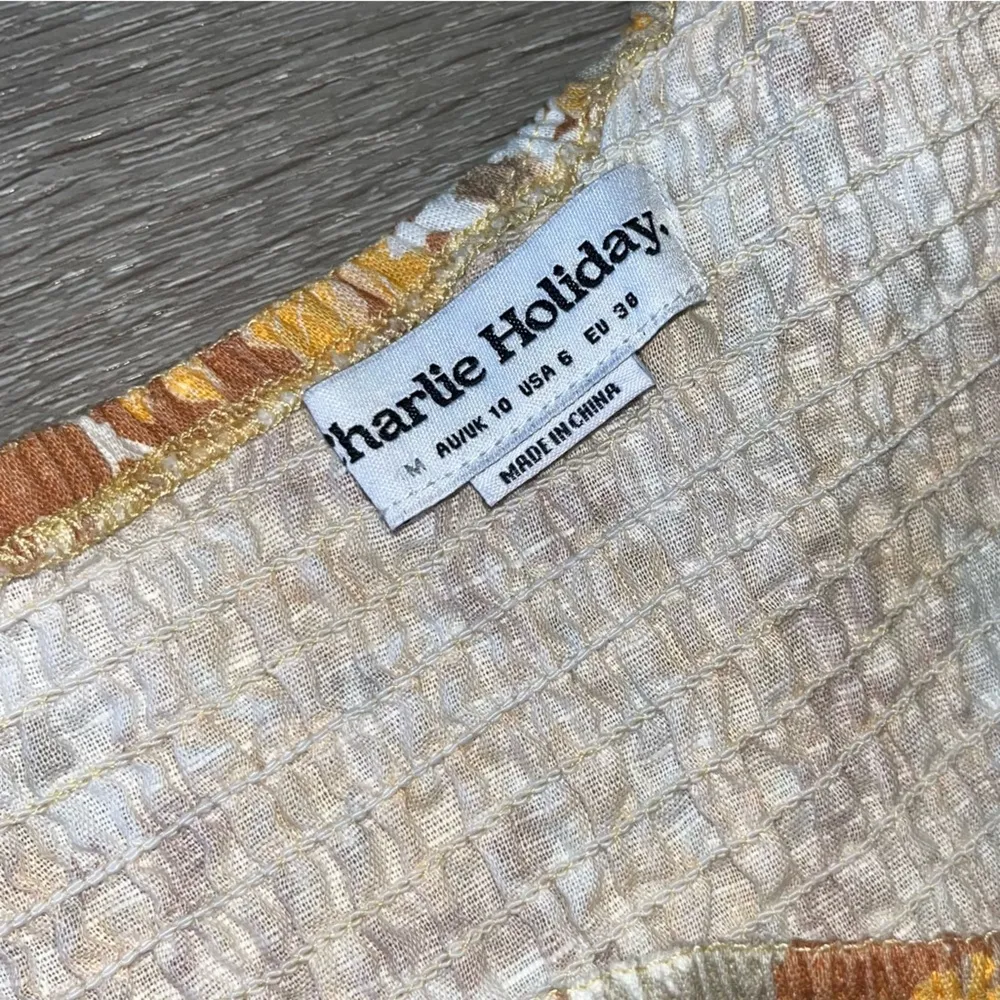 Charlie Holiday.
M AU/UK 10 USA 6 EU 38
MADE IN CHINA